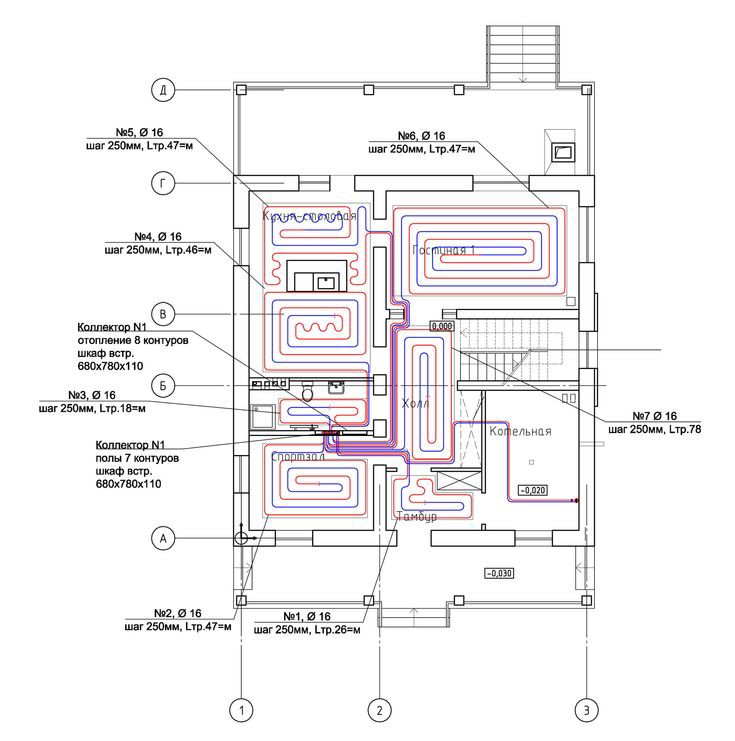 Д
№5, Ø 16
шаг 250мм, Lтр.47=м
№6, Ø 16
шаг 250мм, Lтр.47=м
Г
Кухня-столовая
Гостиная 1
№4, Ø 16
шаг 250мм, Lтр.46=м
В
Коллектор N1
отопление 8 контуров
шкаф встр.
680х780х110
0,000
Б
№3, Ø 16
шаг 250мм, Lтр.18=м
Холл
№7 Ø 16
шаг 250мм, Lтр.78
Котельная
Коллектор N1
полы 7 контуров
шкаф встр.
680х780х110
Спортзал
-0,020
Тамбур
А
-0,030
№2, Ø 16
шаг 250мм, Lтр.47=м
№1, Ø 16
шаг 250мм, Lтр.26=м
1
2
3